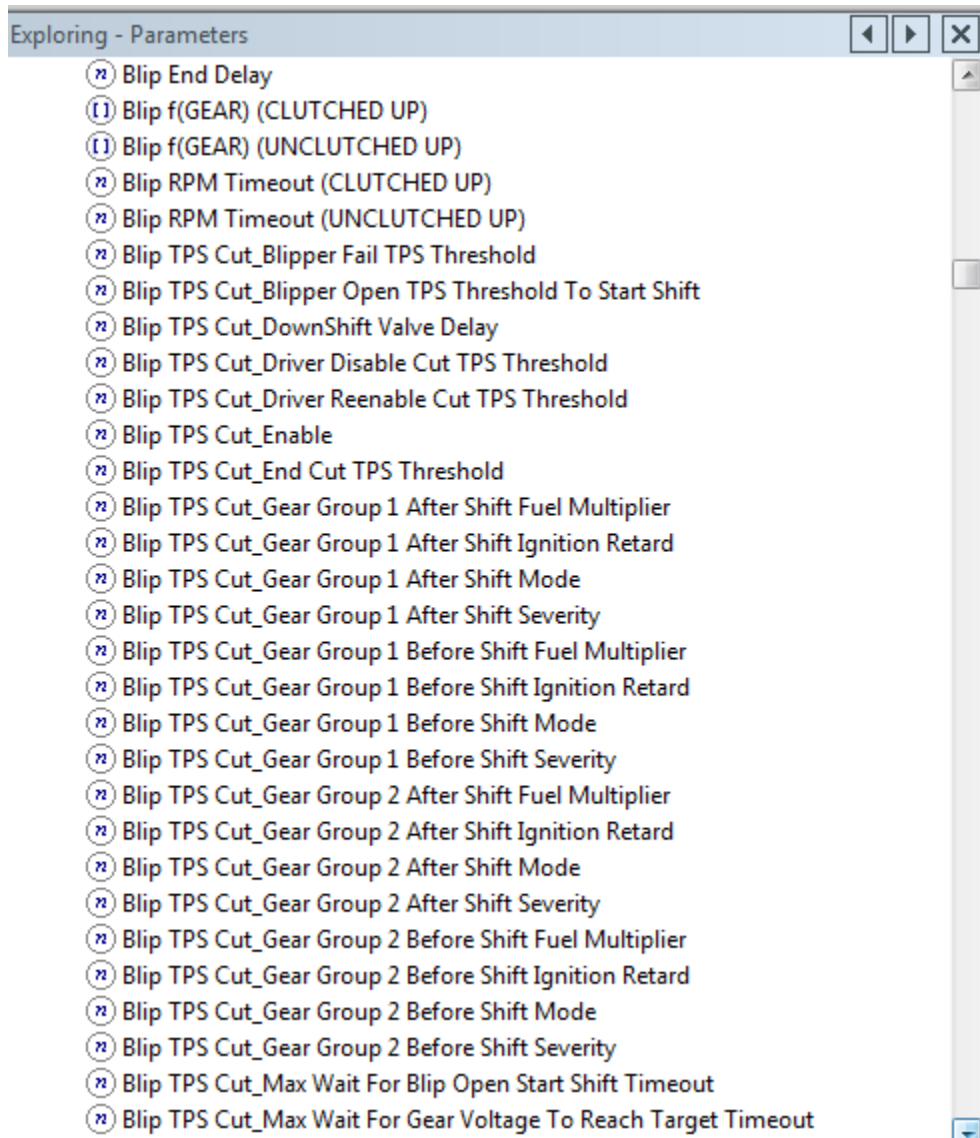 Exploring - Parameters
Blip End Delay
Blip f(GEAR) (CLUTCHED UP)
Blip f(GEAR) (UNCLUTCHED UP)
Blip RPM Timeout (CLUTCHED UP)
Blip RPM Timeout (UNCLUTCHED UP)
Blip TPS Cut_Blipper Fail TPS Threshold
Blip TPS Cut_Blipper Open TPS Threshold To Start Shift
Blip TPS Cut_DownShift Valve Delay
Blip TPS Cut_Driver Disable Cut TPS Threshold
Blip TPS Cut_Driver Reenable Cut TPS Threshold
Blip TPS Cut_Enable
Blip TPS Cut_End Cut TPS Threshold
Blip TPS Cut_Gear Group 1 After Shift Fuel Multiplier
Blip TPS Cut_Gear Group 1 After Shift Ignition Retard
Blip TPS Cut_Gear Group 1 After Shift Mode
Blip TPS Cut_Gear Group 1 After Shift Severity
Blip TPS Cut_Gear Group 1 Before Shift Fuel Multiplier
Blip TPS Cut_Gear Group 1 Before Shift Ignition Retard
Blip TPS Cut_Gear Group 1 Before Shift Mode
Blip TPS Cut_Gear Group 1 Before Shift Severity
Blip TPS Cut_Gear Group 2 After Shift Fuel Multiplier
Blip TPS Cut_Gear Group 2 After Shift Ignition Retard
Blip TPS Cut_Gear Group 2 After Shift Mode
Blip TPS Cut_Gear Group 2 After Shift Severity
Blip TPS Cut_Gear Group 2 Before Shift Fuel Multiplier
Blip TPS Cut_Gear Group 2 Before Shift Ignition Retard
Blip TPS Cut_Gear Group 2 Before Shift Mode
Blip TPS Cut_Gear Group 2 Before Shift Severity
Blip TPS Cut_Max Wait For Blip Open Start Shift Timeout
Blip TPS Cut_Max Wait For Gear Voltage To Reach Target Timeout